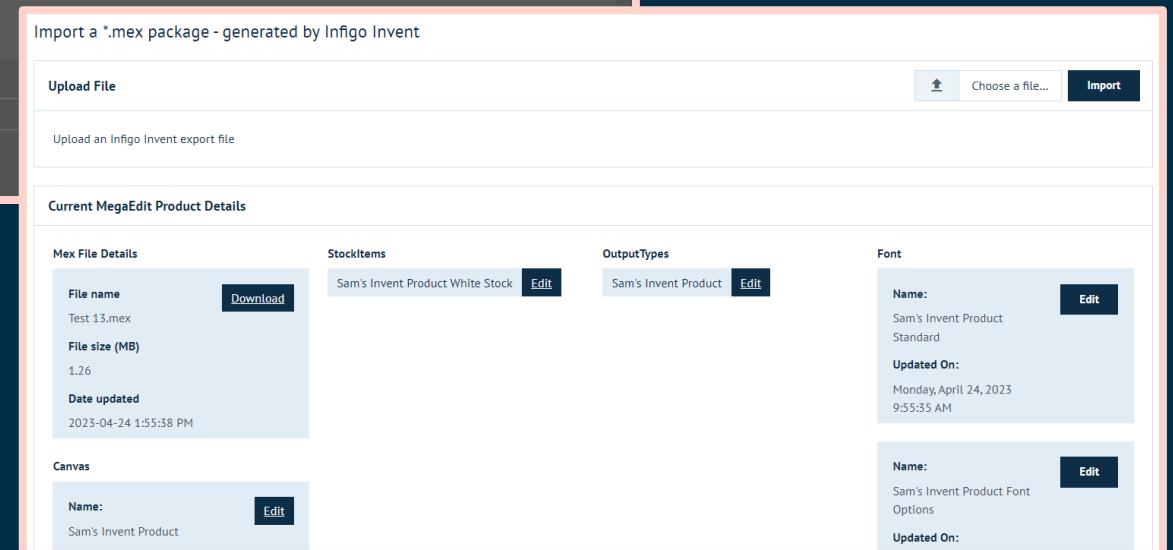 Import a *.mex package - generated by Infigo Invent
Upload File
Choose a file...
Import
Upload an Infigo Invent export file
Current MegaEdit Product Details
Mex File Details
File name
Download
Test 13.mex
File size (MB)
1.26
Date updated
2023-04-24 1:55:38 PM
Canvas
Name:
Edit
Sam's Invent Product
StockItems
Sam's Invent Product White Stock
Edit
OutputTypes
Sam's Invent Product
Edit
Font
Name:
Edit
Sam's Invent Product
Standard
Updated On:
Monday, April 24, 2023
9:55:35 AM
Name:
Edit
Sam's Invent Product Font
Options
Updated On: